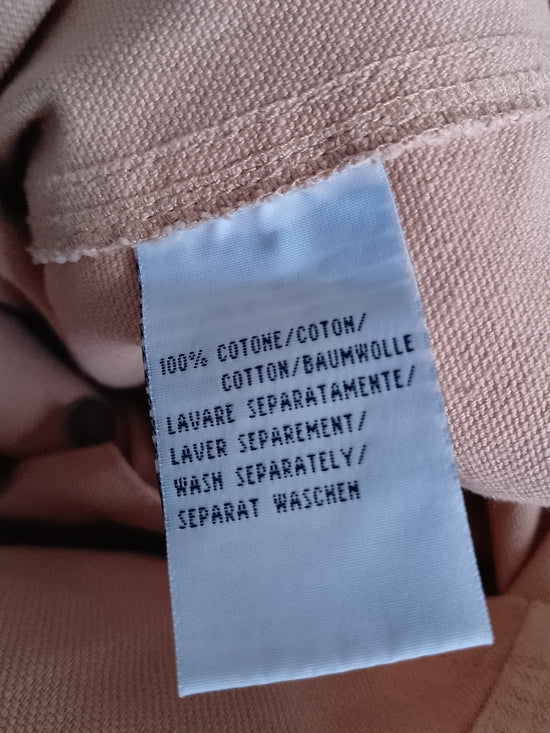 100% COTONE/COTON/
COTTON/BAUMWOLLE
LAVARE SEPARATAMENTE/
LAVER SEPAREMENT/
WASH SEPARATELY/
SEPARAT WASCHEN